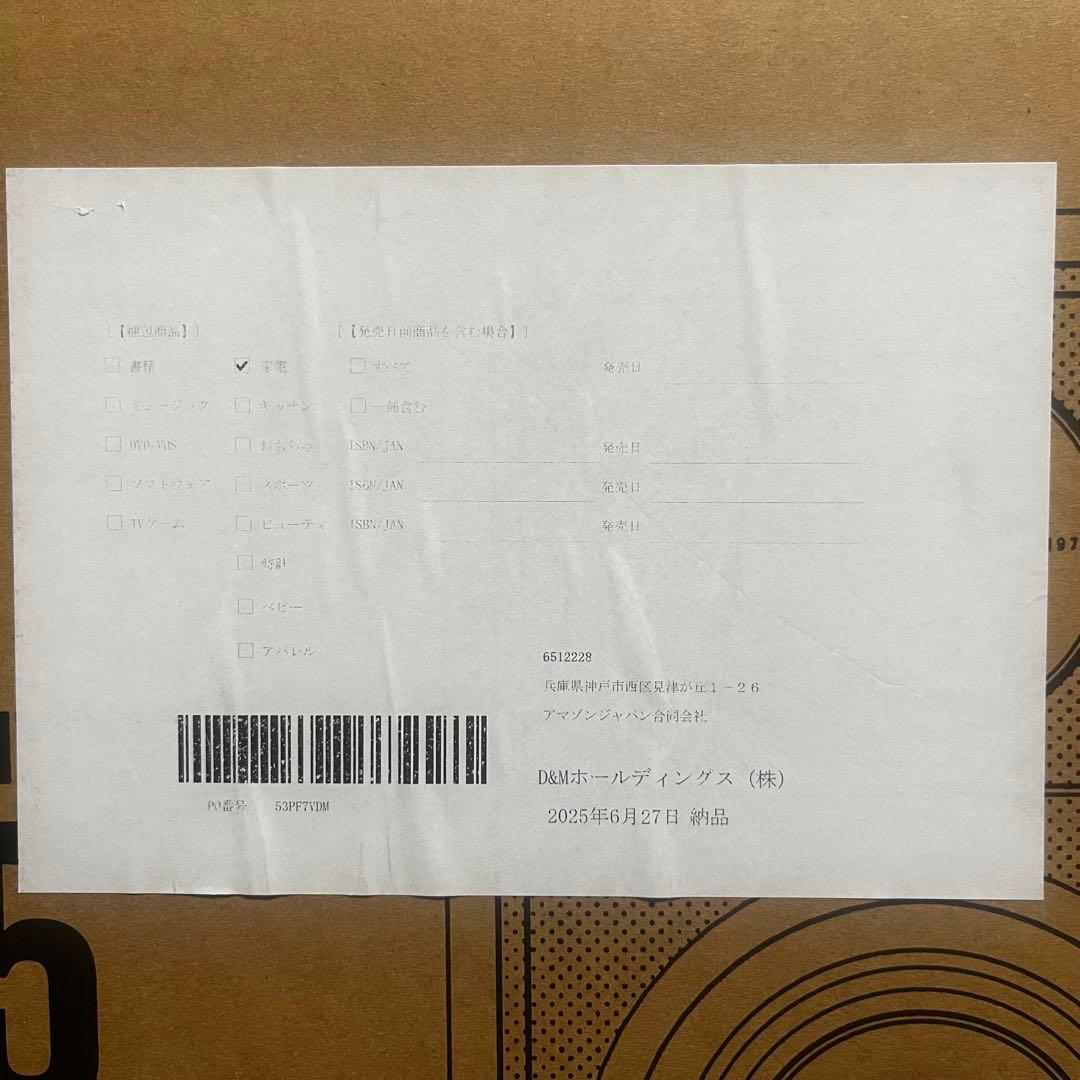 【梱包商品】 【発売日前商品を含む場合】
書籍 家電 すべて 発売日
ミュージック キッチン 一部含む
DVD/VHS おもちゃ ISBN/JAN 発売日
ソフトウェア スポーツ ISBN/JAN 発売日
TVゲーム ビューティ ISBN/JAN 発売日
時計
ベビー
アパレル
6512228
兵庫県神戸市西区見津が丘１－２６
アマゾンジャパン合同会社
D&Mホールディングス（株）
2025年6月27日 納品
PO番号 53PF7VDM
197
5